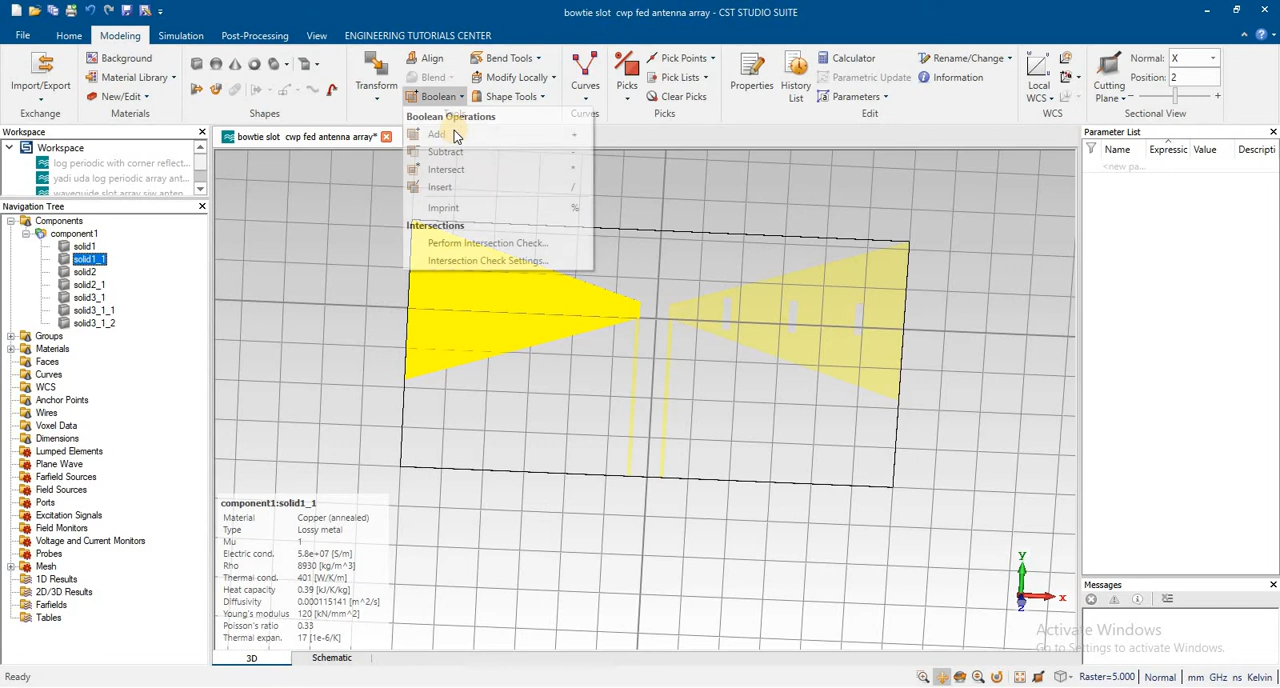 bowtie slot  cwp fed antenna array* - CST STUDIO SUITE
File
Home
Modeling
Simulation
Post-Processing
View
ENGINEERING TUTORIALS CENTER
Import/Export
Exchange
Background
Material Library
New/Edit
Materials
Shapes
Transform
Align
Blend
Boolean
Bend Tools
Modify Locally
Shape Tools
Curves
Curves
Picks
Pick Points
Pick Lists
Clear Picks
Picks
Properties
History
List
Calculator
Parametric Update
Parameters
Rename/Change
Information
Edit
Local
WCS
WCS
Cutting
Plane
Normal:
X
Position:
2
Sectional View
Boolean Operations
Add
+
Subtract
-
Intersect
*
Insert
/
Imprint
%
Intersections
Perform Intersection Check...
Intersection Check Settings...
Workspace
Workspace
log periodic with corner reflect...
yadi uda log periodic array ant...
waveguide slot array siw anten
Navigation Tree
Components
component1
solid1
solid1_1
solid2
solid2_1
solid3_1
solid3_1_1
solid3_1_2
Groups
Materials
Faces
Curves
WCS
Anchor Points
Wires
Voxel Data
Dimensions
Lumped Elements
Plane Wave
Farfield Sources
Field Sources
Ports
Excitation Signals
Field Monitors
Voltage and Current Monitors
Probes
Mesh
1D Results
2D/3D Results
Farfields
Tables
bowtie slot  cwp fed antenna array*
component1:solid1_1
Material Copper (annealed)
Type Lossy metal
Mu 1
Electric cond. 5.8e+07 [S/m]
Rho 8930 [kg/m^3]
Thermal cond. 401 [W/K/m]
Heat capacity 0.39 [kJ/K/kg]
Diffusivity 0.000115141 [m^2/s]
Young's modulus 120 [kN/mm^2]
Poisson's ratio 0.33
Thermal expan. 17 [1e-6/K]
y
x
z
3D
Schematic
Parameter List
Name
Expressic
Value
Descripti
<new pa...
Messages
Activate Windows
Go to Settings to activate Windows.
Ready
Raster=5.000
Normal
mm GHz ns Kelvin